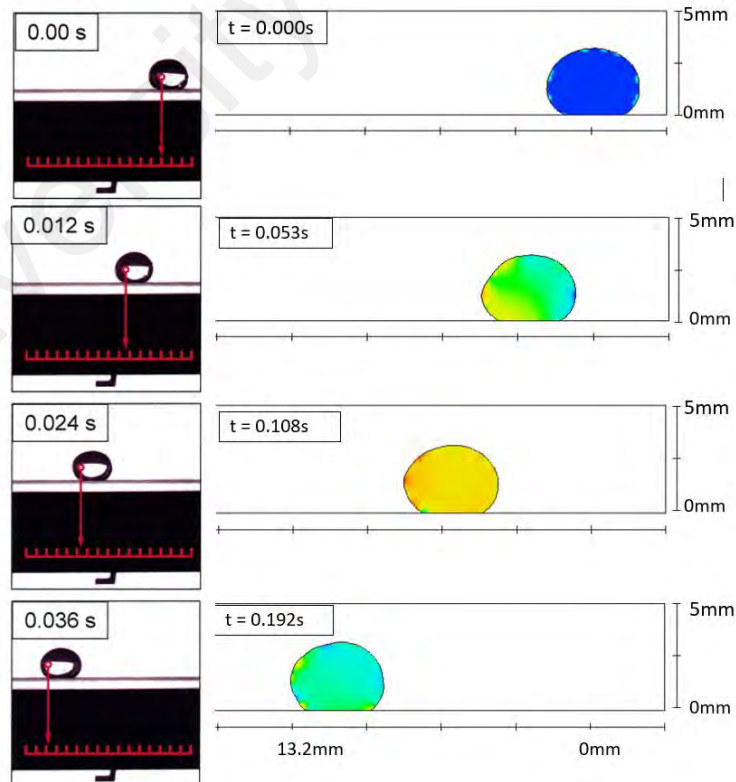 0.00 s
t = 0.000s
5mm
0mm
0.012 s
t = 0.053s
5mm
0mm
0.024 s
t = 0.108s
5mm
0mm
0.036 s
t = 0.192s
5mm
0mm
13.2mm
0mm